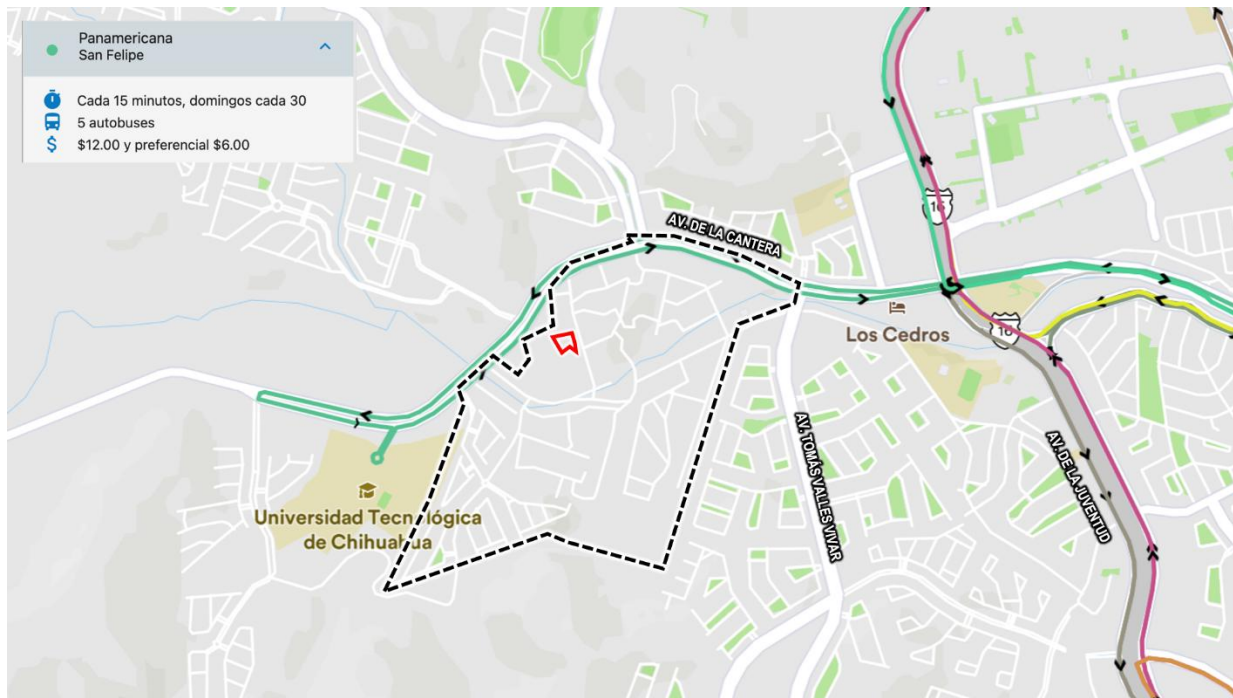 Panamericana
San Felipe
Cada 15 minutos, domingos cada 30
5 autobuses
$ $12.00 y preferencial $6.00
16
AV. DE LA CANTERA
Los Cedros
16
AV. TOMÁS VALLES VIVAR
AV. DE LA JUVENTUD
Universidad Tecnológica
de Chihuahua